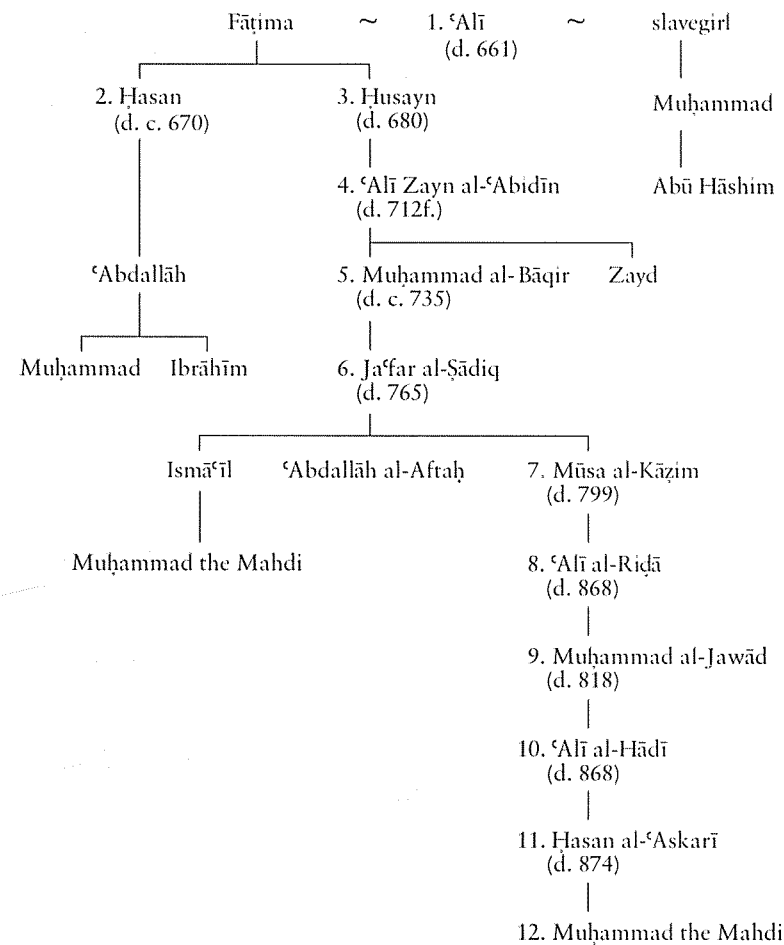 Fāṭima ~ 1. ʿAlī ~ slavegirl
(d. 661)
2. Ḥasan 3. Ḥusayn Muḥammad
(d. c. 670) (d. 680)
4. ʿAlī Zayn al-ʿAbidīn Abū Hāshim
(d. 712f.)
ʿAbdallāh 5. Muḥammad al-Bāqir Zayd
(d. c. 735)
Muḥammad Ibrāhīm 6. Jaʿfar al-Ṣādiq
(d. 765)
Ismāʿīl ʿAbdallāh al-Aftaḥ 7. Mūsa al-Kāẓim
(d. 799)
Muḥammad the Mahdi 8. ʿAlī al-Riḍā
(d. 868)
9. Muḥammad al-Jawād
(d. 818)
10. ʿAlī al-Hādī
(d. 868)
11. Ḥasan al-ʿAskarī
(d. 874)
12. Muḥammad the Mahdi